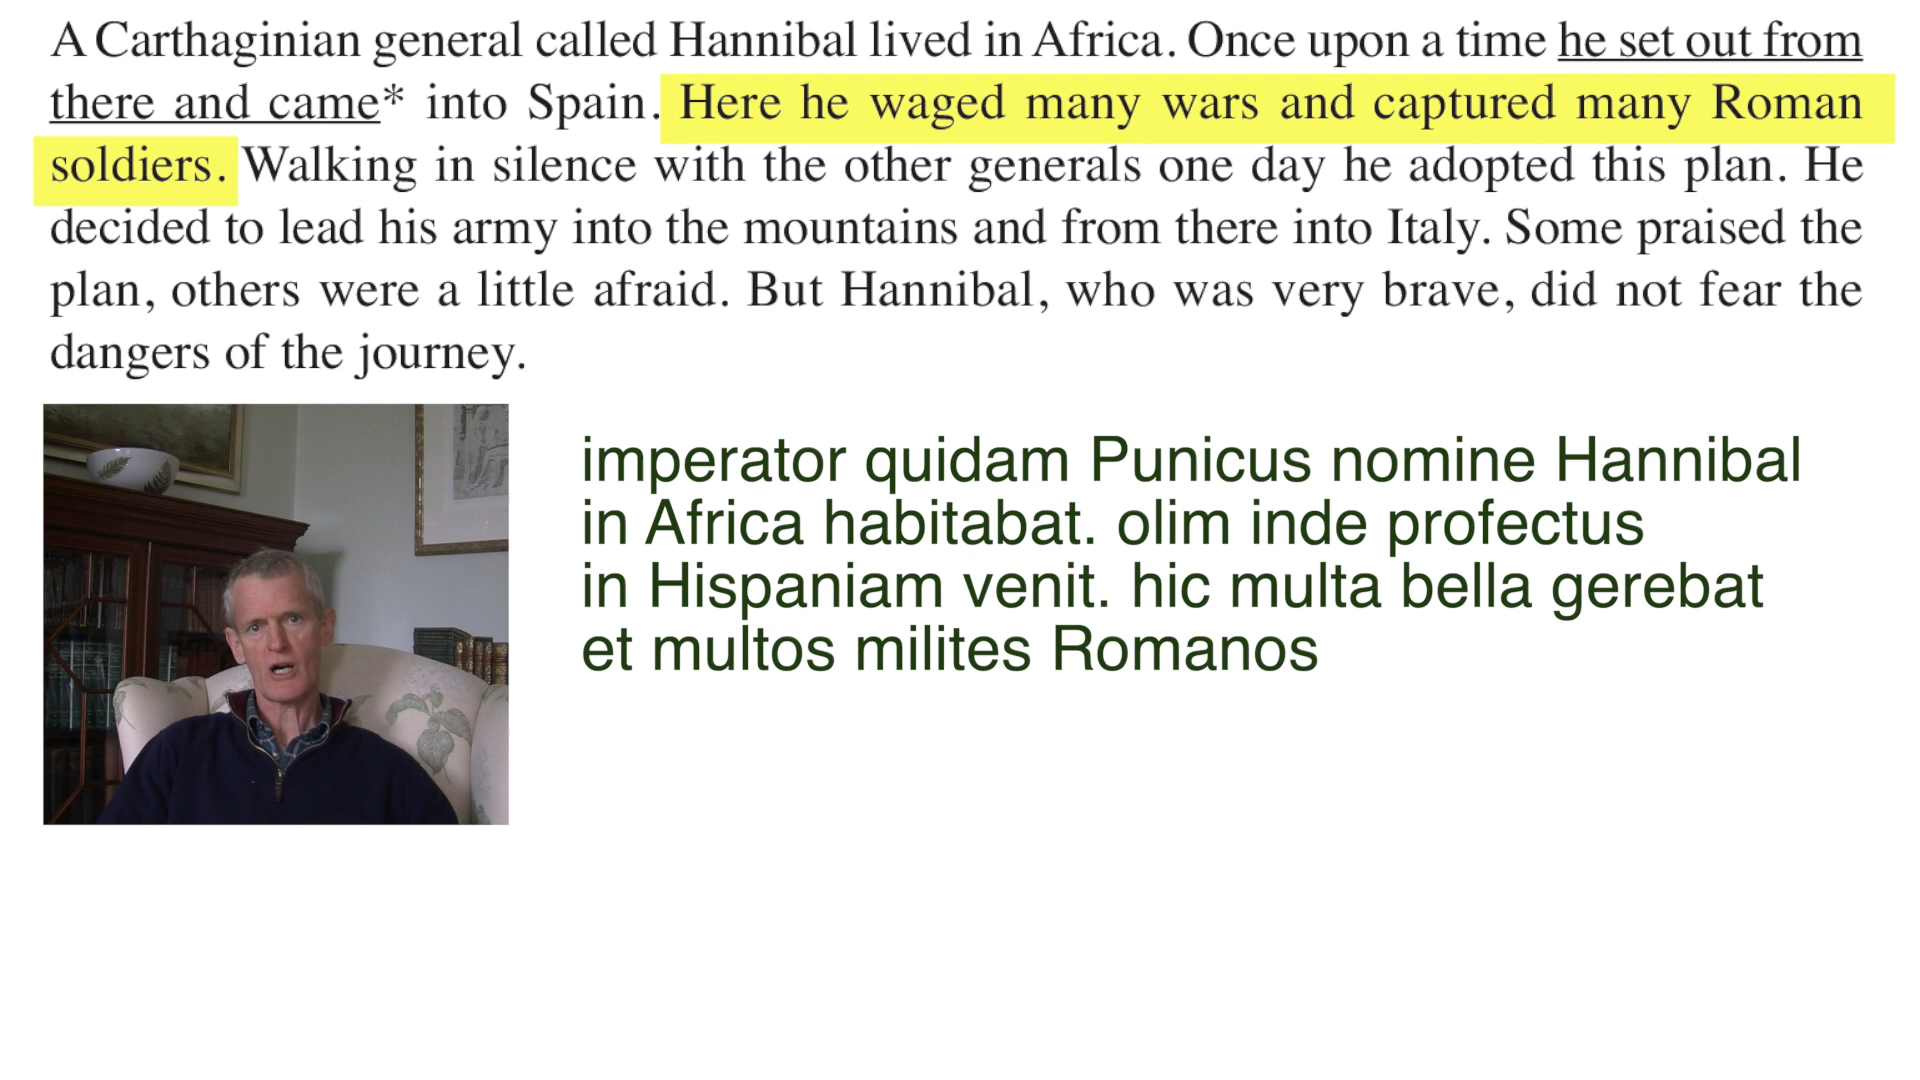 A Carthaginian general called Hannibal lived in Africa. Once upon a time he set out from
there and came* into Spain. Here he waged many wars and captured many Roman
soldiers. Walking in silence with the other generals one day he adopted this plan. He
decided to lead his army into the mountains and from there into Italy. Some praised the
plan, others were a little afraid. But Hannibal, who was very brave, did not fear the
dangers of the journey.
imperator quidam Punicus nomine Hannibal
in Africa habitabat. olim inde profectus
in Hispaniam venit. hic multa bella gerebat
et multos milites Romanos